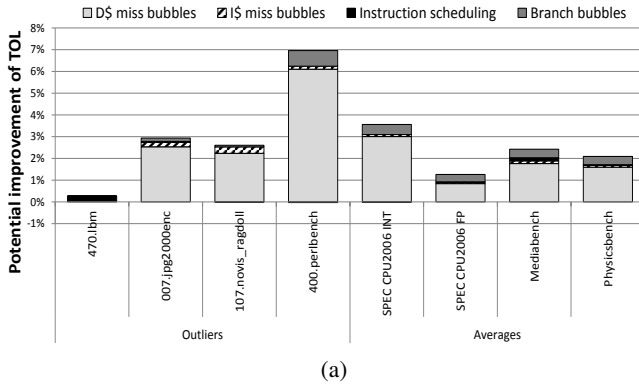 D$ miss bubbles I$ miss bubbles Instruction scheduling Branch bubbles
Potential improvement of TOL
8%
7%
6%
5%
4%
3%
2%
1%
0%
-1%
470.lbm
007.jpg2000enc
107.novis_ragdoll
400.perlbench
SPEC CPU2006 INT
SPEC CPU2006 FP
Mediabench
Physicsbench
Outliers Averages
(a)